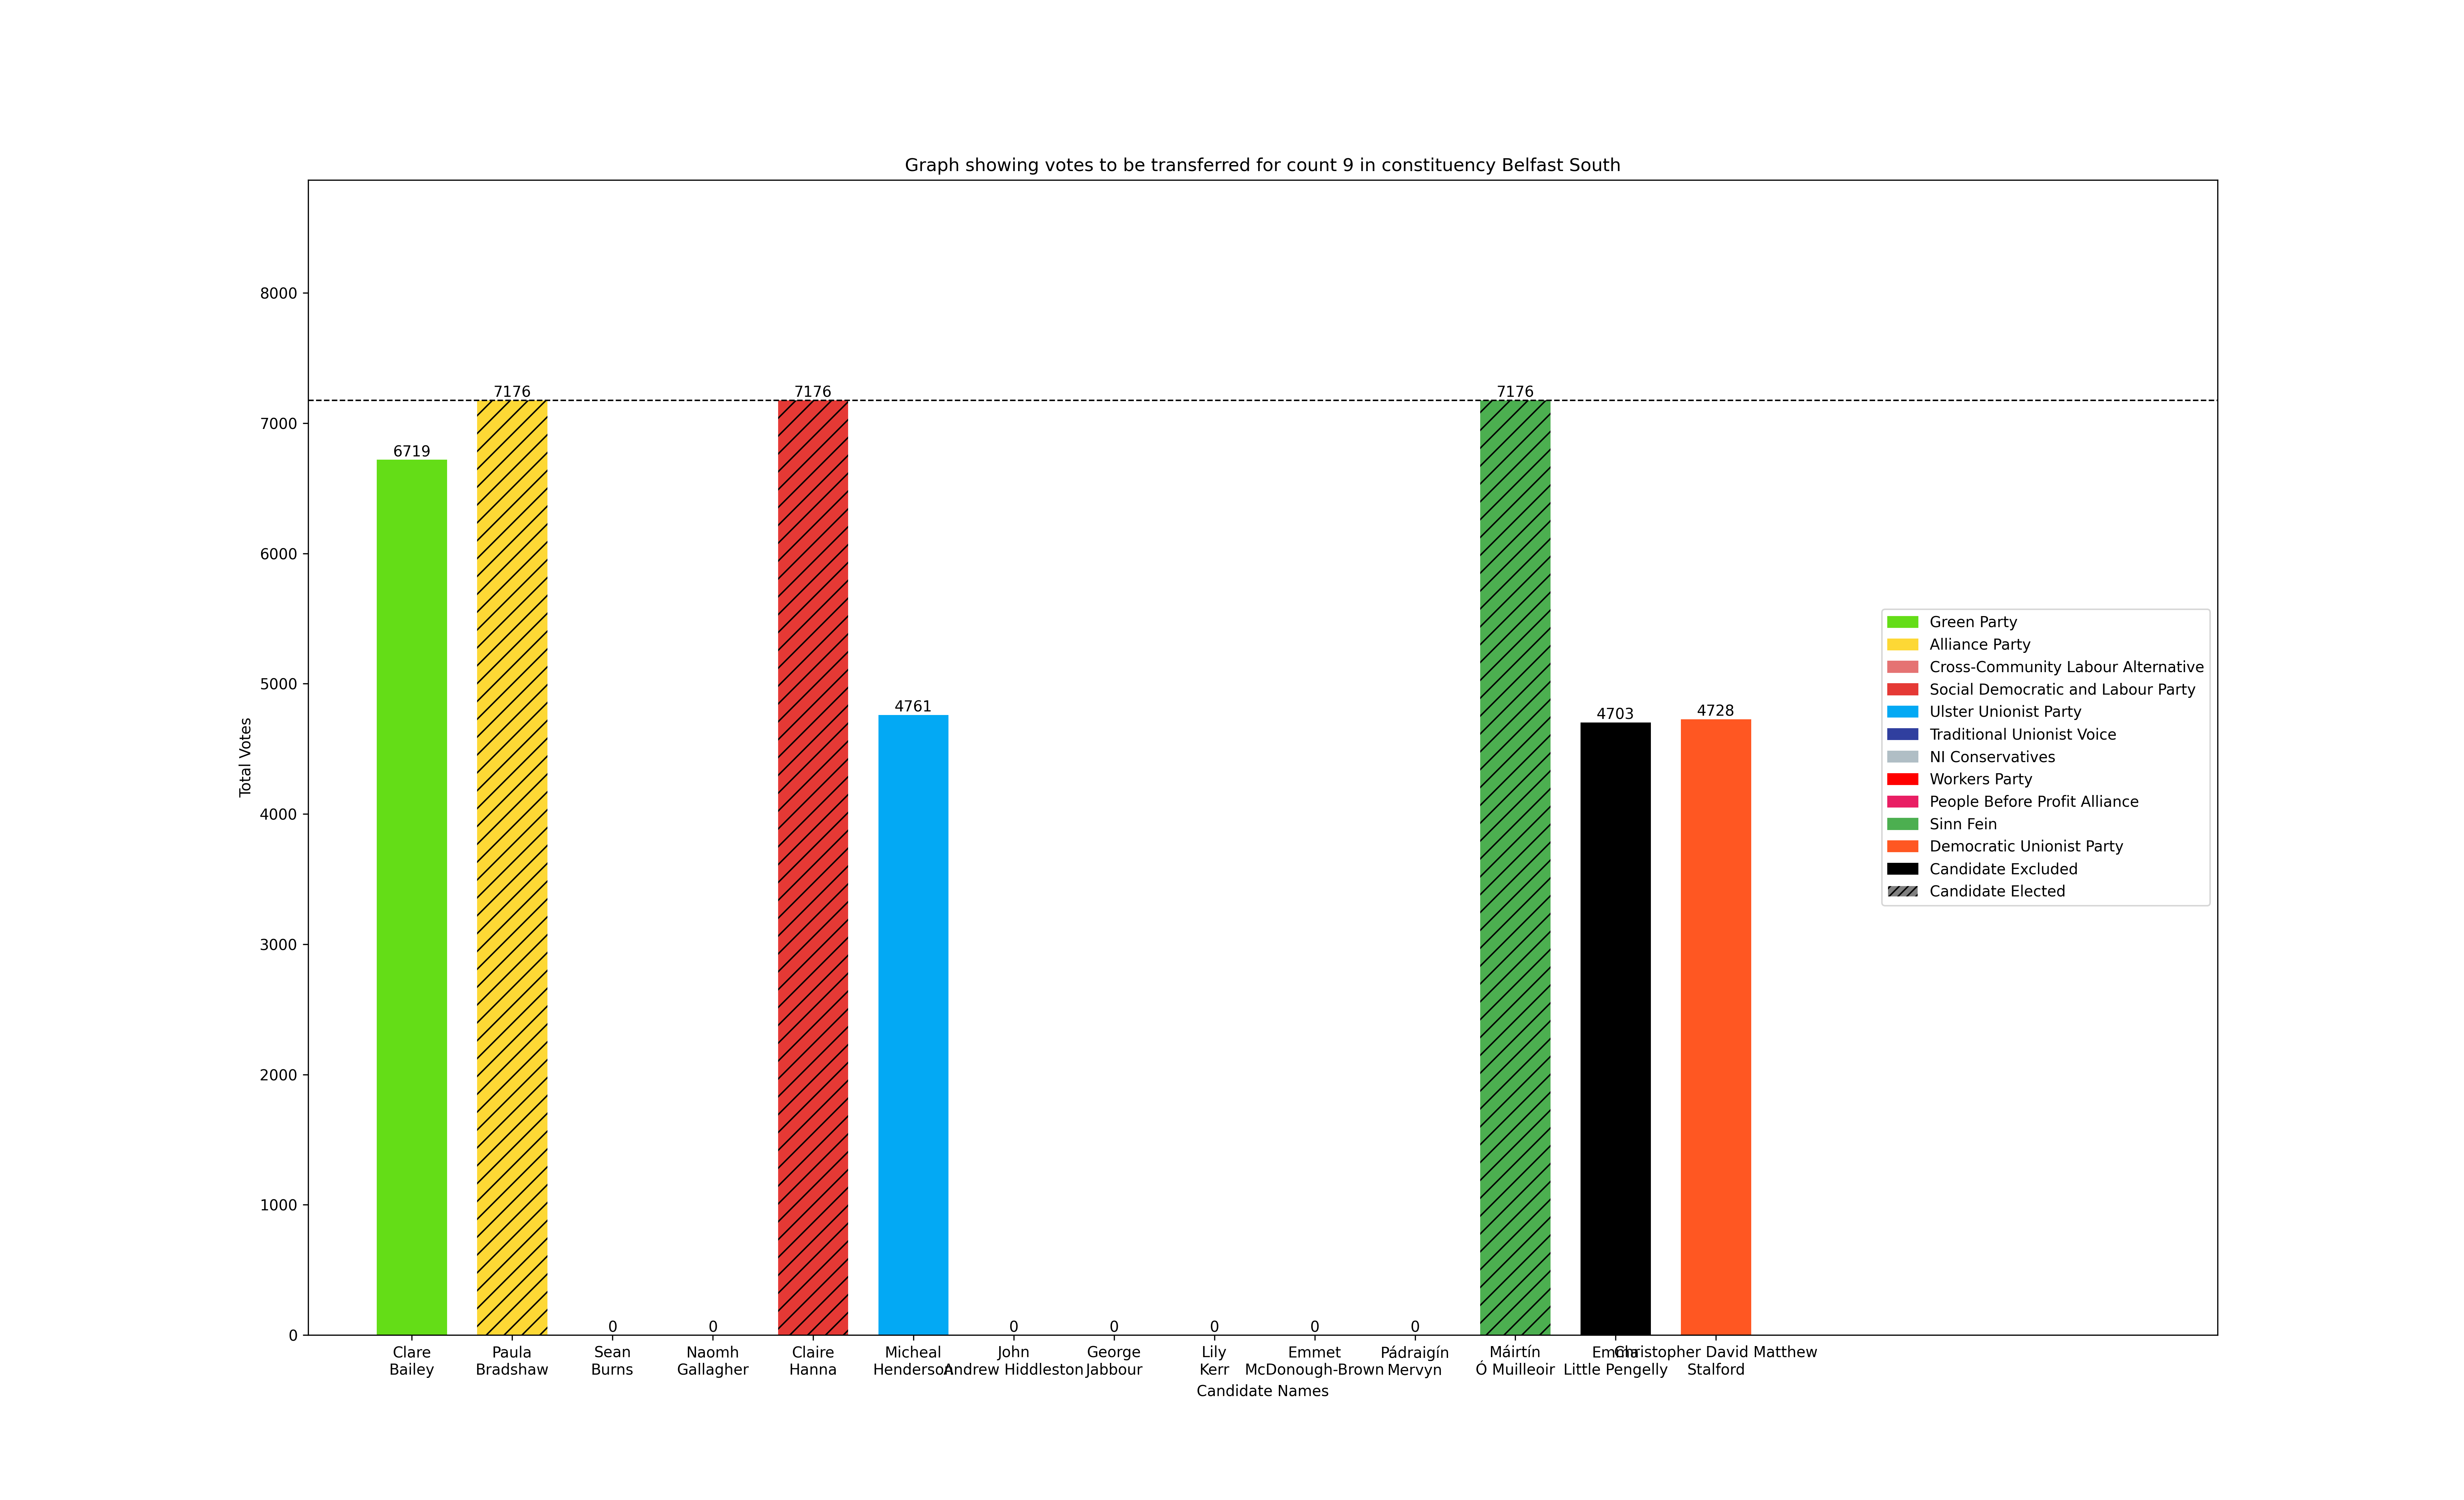 Graph showing votes to be transferred for count 9 in constituency Belfast South
Total Votes
8000
7000
6000
5000
4000
3000
2000
1000
0
6719
7176
0
0
7176
4761
0
0
0
0
0
7176
4703
4728
Clare
Bailey
Paula
Bradshaw
Sean
Burns
Naomh
Gallagher
Claire
Hanna
Micheal
Henderson
John
Andrew Hiddleston
George
Jabbour
Lily
Kerr
Emmet
McDonough-Brown
Pádraigín
Mervyn
Máirtín
Ó Muilleoir
Emma
Little Pengelly
Christopher David Matthew
Stalford
Candidate Names
Green Party
Alliance Party
Cross-Community Labour Alternative
Social Democratic and Labour Party
Ulster Unionist Party
Traditional Unionist Voice
NI Conservatives
Workers Party
People Before Profit Alliance
Sinn Fein
Democratic Unionist Party
Candidate Excluded
Candidate Elected